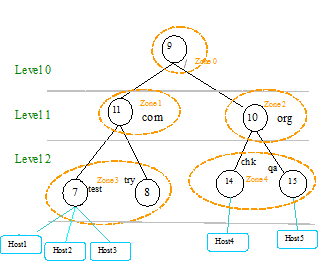 9
/ Zone 0
Level 0
Zone 1
11
com
Zone 2
10
org
Level 1
Level 2
chk
qa
Zone 3
try
7
test
8
14
Zone 4
15
Host1
Host2
Host3
Host4
Host5